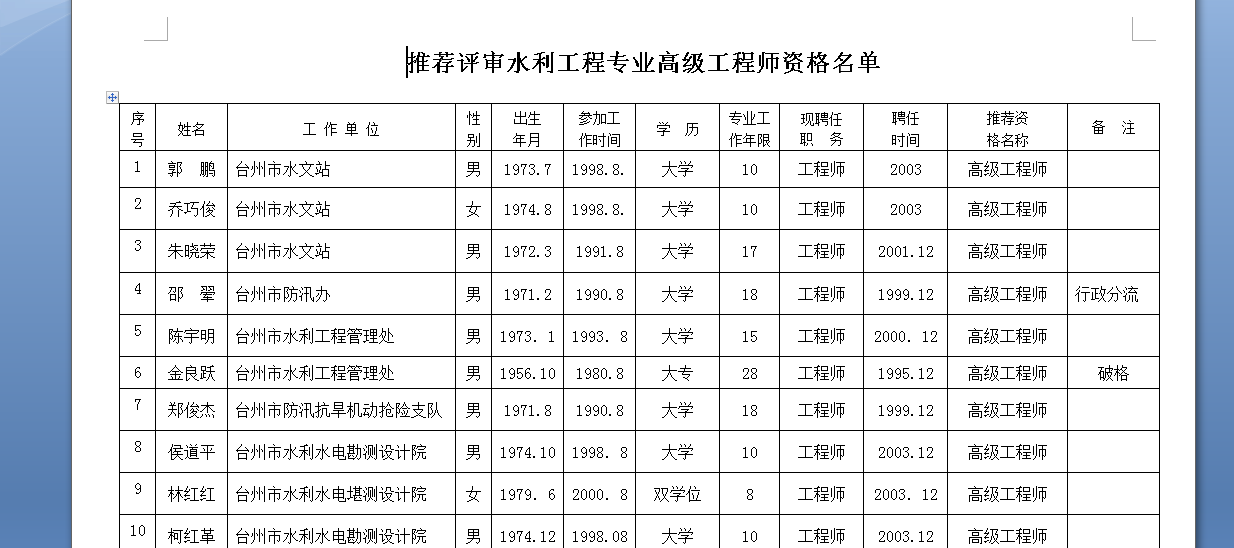 推荐评审水利工程专业高级工程师资格名单
序号 姓名 工 作 单 位 性别 出生年月 参加工作时间 学 历 专业工作年限 现聘任职 务 聘任时间 推荐资格名称 备 注
1 郭 鹏 台州市水文站 男 1973.7 1998.8. 大学 10 工程师 2003 高级工程师
2 乔巧俊 台州市水文站 女 1974.8 1998.8. 大学 10 工程师 2003 高级工程师
3 朱晓荣 台州市水文站 男 1972.3 1991.8 大学 17 工程师 2001.12 高级工程师
4 邵 翚 台州市防汛办 男 1971.2 1990.8 大学 18 工程师 1999.12 高级工程师 行政分流
5 陈宇明 台州市水利工程管理处 男 1973. 1 1993. 8 大学 15 工程师 2000. 12 高级工程师
6 金良跃 台州市水利工程管理处 男 1956.10 1980.8 大专 28 工程师 1995.12 高级工程师 破格
7 郑俊杰 台州市防汛抗旱机动抢险支队 男 1971.8 1990.8 大学 18 工程师 1999.12 高级工程师
8 侯道平 台州市水利水电勘测设计院 男 1974.10 1998. 8 大学 10 工程师 2003.12 高级工程师
9 林红红 台州市水利水电堪测设计院 女 1979. 6 2000. 8 双学位 8 工程师 2003. 12 高级工程师
10 柯红革 台州市水利水电勘测设计院 男 1974.12 1998.08 大学 10 工程师 2003.12 高级工程师